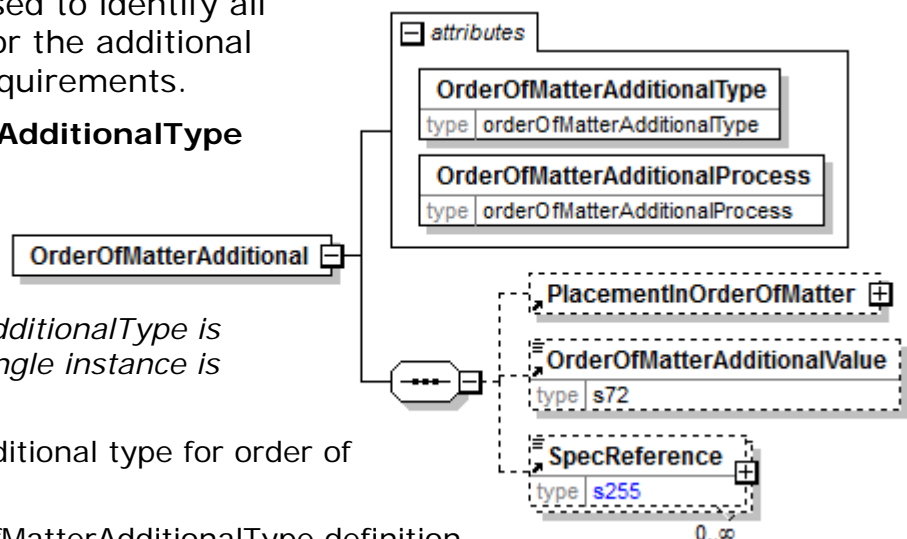 sed to identify all
or the additional
quirements.
AdditionalType
dditionalType is
ngle instance is
ditional type for order of
fMatterAdditionalType definition
attributes
OrderOfMatterAdditionalType
type orderOfMatterAdditionalType
OrderOfMatterAdditionalProcess
type orderOfMatterAdditionalProcess
OrderOfMatterAdditional
PlacementInOrderOfMatter
OrderOfMatterAdditionalValue
type s72
SpecReference
type s255
0..∞